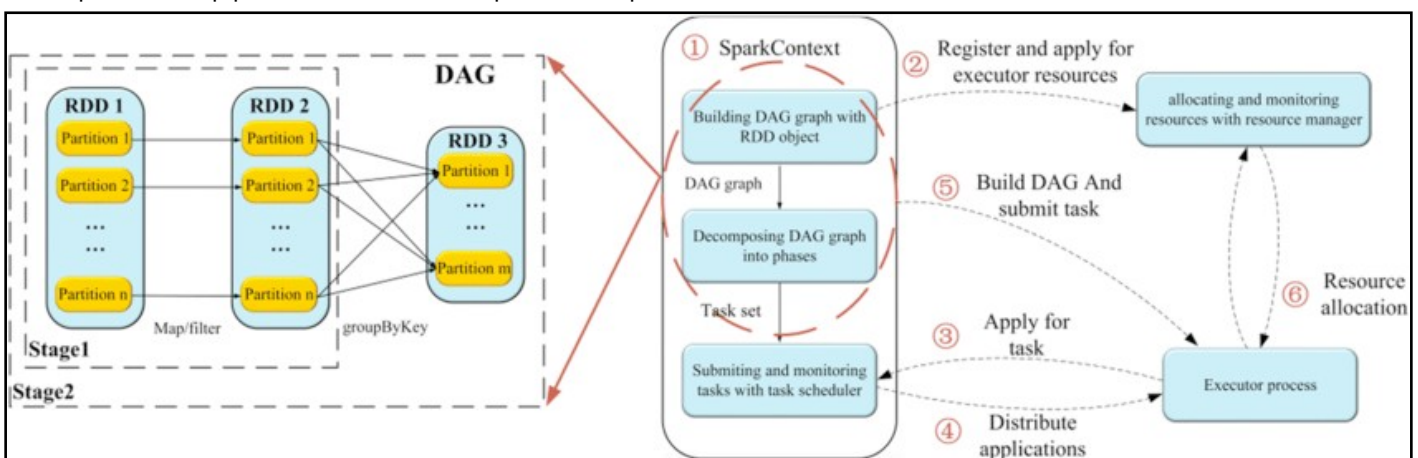 DAG
RDD 1
Partition 1
Partition 2
...
...
Partition n
RDD 2
Partition 1
Partition 2
...
...
Partition n
RDD 3
Partition 1
...
...
Partition m
Map/filter
groupByKey
Stage1
Stage2
① SparkContext
Building DAG graph with
RDD object
DAG graph
Decomposing DAG graph
into phases
Task set
Submiting and monitoring
tasks with task scheduler
② Register and apply for
executor resources
allocating and monitoring
resources with resource manager
⑤ Build DAG And
submit task
⑥ Resource
allocation
③ Apply for
task
Executor process
④ Distribute
applications